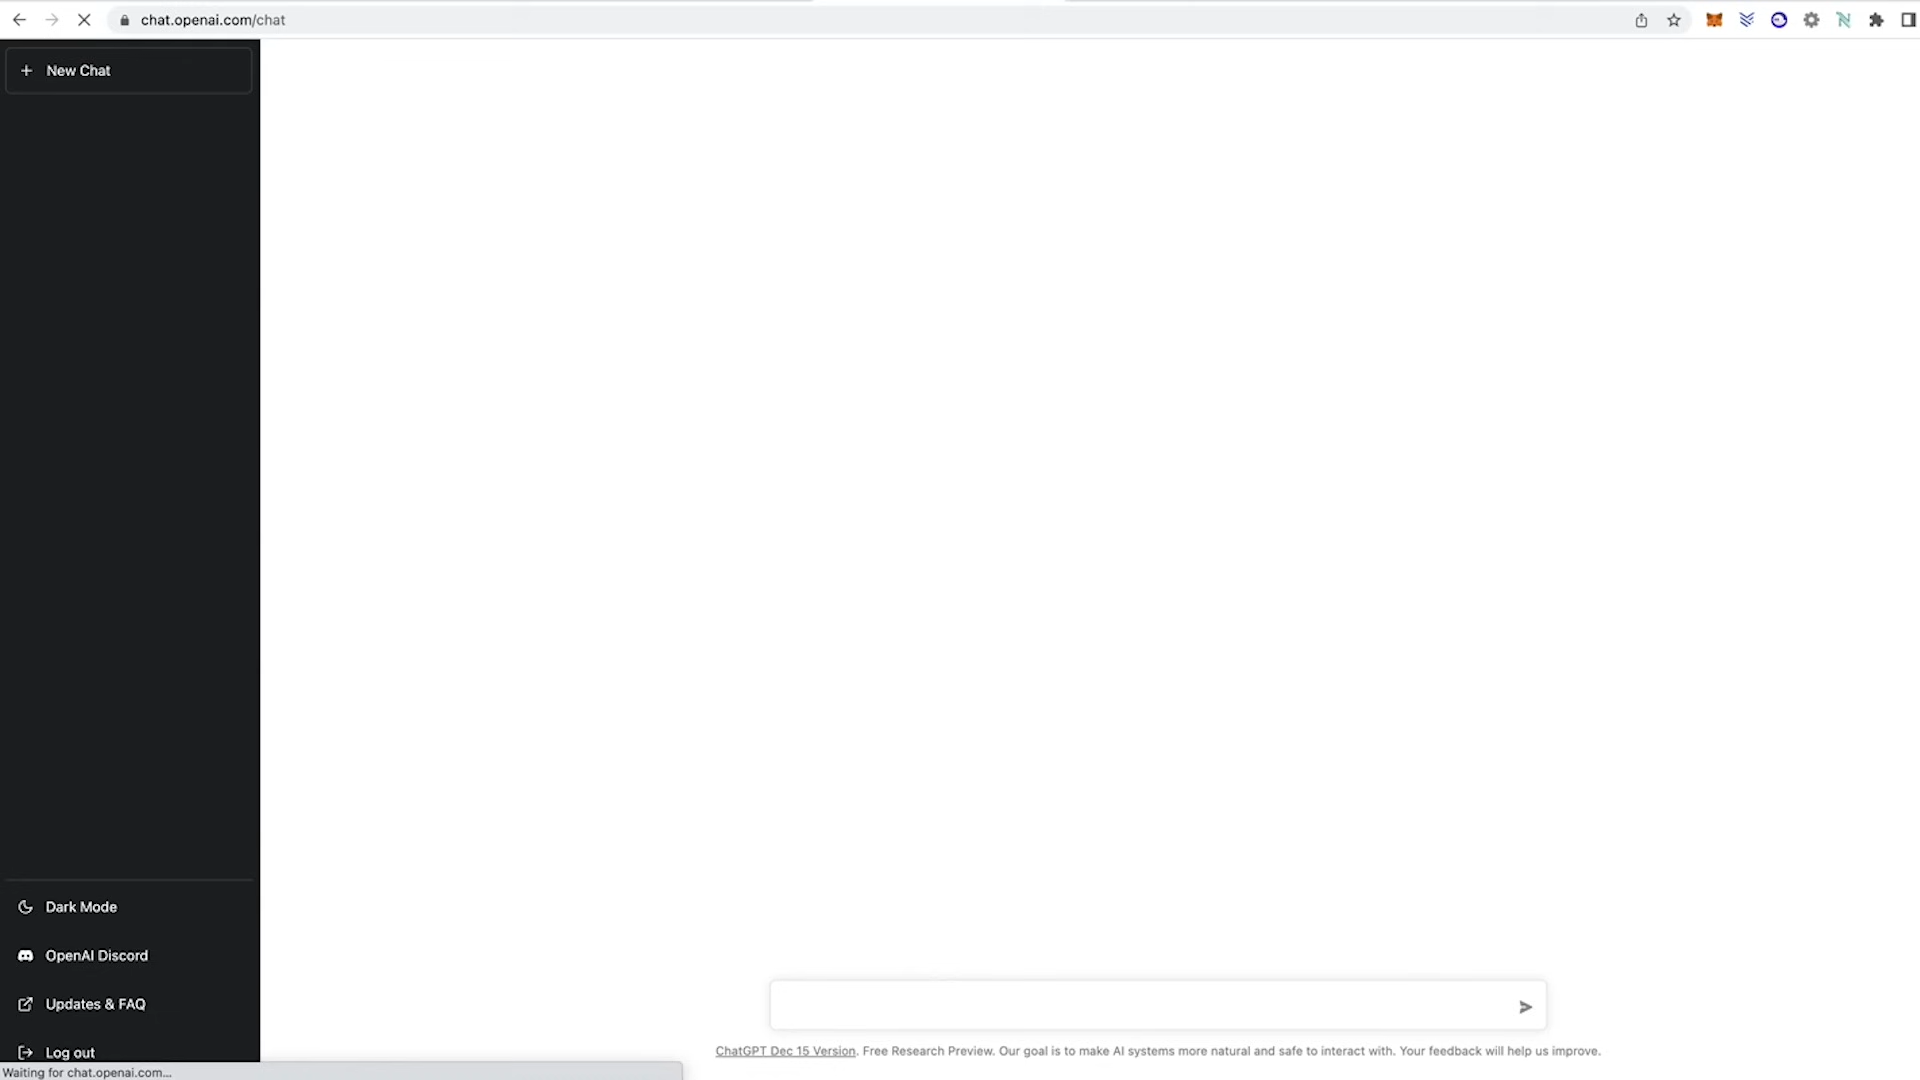 chat.openai.com/chat
New Chat
Dark Mode
OpenAI Discord
Updates & FAQ
Log out
ChatGPT Dec 15 Version. Free Research Preview. Our goal is to make AI systems more natural and safe to interact with. Your feedback will help us improve.
Waiting for chat.openai.com...